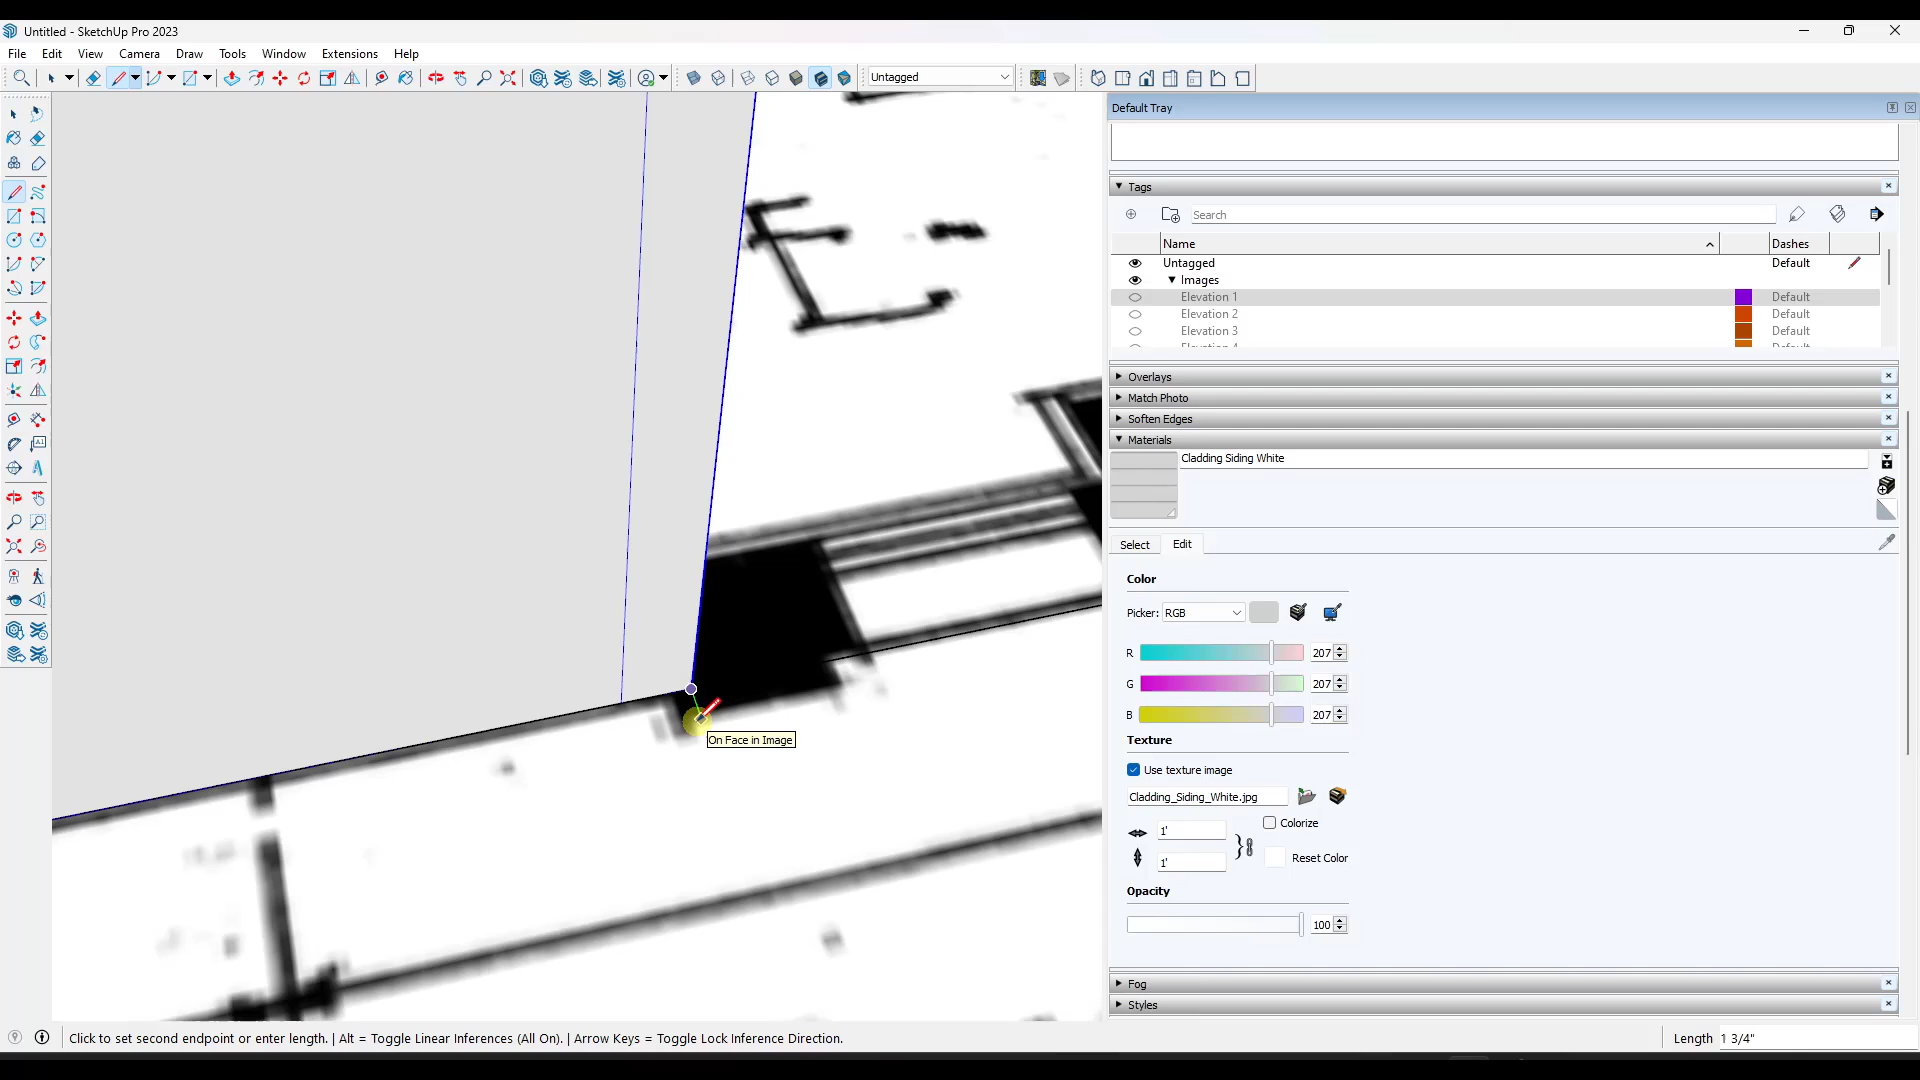 Untitled - SketchUp Pro 2023
File Edit View Camera Draw Tools Window Extensions Help
Untagged
Default Tray
Tags
Search
Name Dashes
Untagged Default
Images
Elevation 1 Default
Elevation 2 Default
Elevation 3 Default
Overlays
Match Photo
Soften Edges
Materials
Cladding Siding White
Select Edit
Color
Picker: RGB
R 207
G 207
B 207
Texture
Use texture image
Cladding_Siding_White.jpg
Colorize
1'
1'
Reset Color
Opacity
100
Fog
Styles
On Face in Image
Click to set second endpoint or enter length. | Alt = Toggle Linear Inferences (All On). | Arrow Keys = Toggle Lock Inference Direction.
Length 1 3/4"